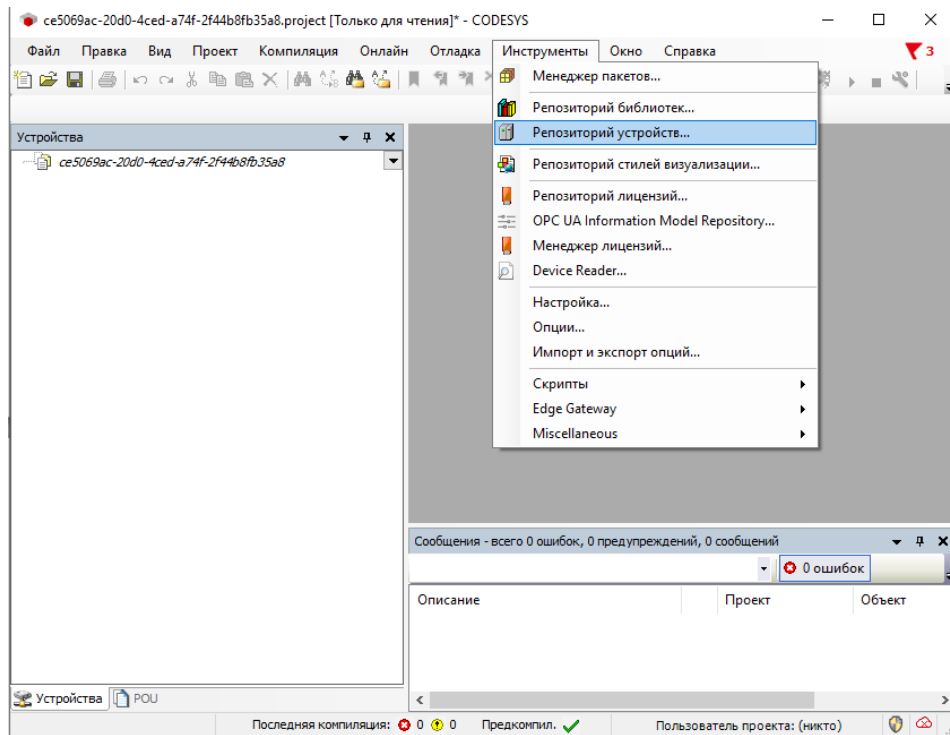 ce5069ac-20d0-4ced-a74f-2f44b8fb35a8.project [Только для чтения]* - CODESYS
Файл Правка Вид Проект Компиляция Онлайн Отладка Инструменты Окно Справка 3
Менеджер пакетов...
Репозиторий библиотек...
Репозиторий устройств...
Репозиторий стилей визуализации...
Репозиторий лицензий...
OPC UA Information Model Repository...
Менеджер лицензий...
Device Reader...
Настройка...
Опции...
Импорт и экспорт опций...
Скрипты
Edge Gateway
Miscellaneous
Устройства
ce5069ac-20d0-4ced-a74f-2f44b8fb35a8
Сообщения - всего 0 ошибок, 0 предупреждений, 0 сообщений
0 ошибок
Описание Проект Объект
Устройства POU
Последняя компиляция: 0 0 Предкомпил. Пользователь проекта: (никто)